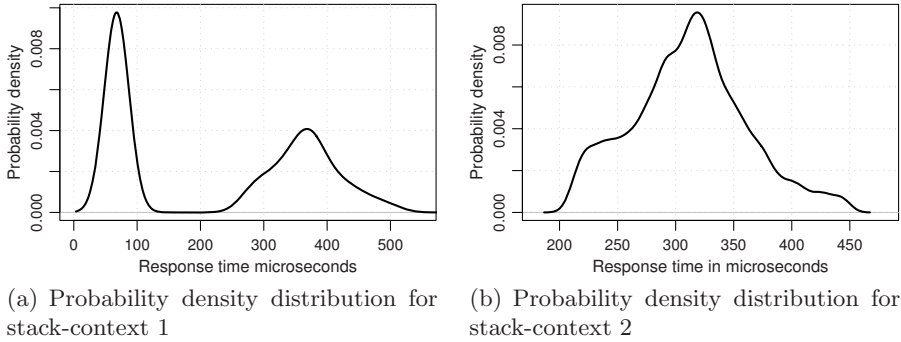 Probability density
0.000
0.004
0.008
0
100
200
300
400
500
Response time microseconds
(a) Probability density distribution for
stack-context 1
Probability density
0.000
0.004
0.008
200
250
300
350
400
450
Response time in microseconds
(b) Probability density distribution for
stack-context 2